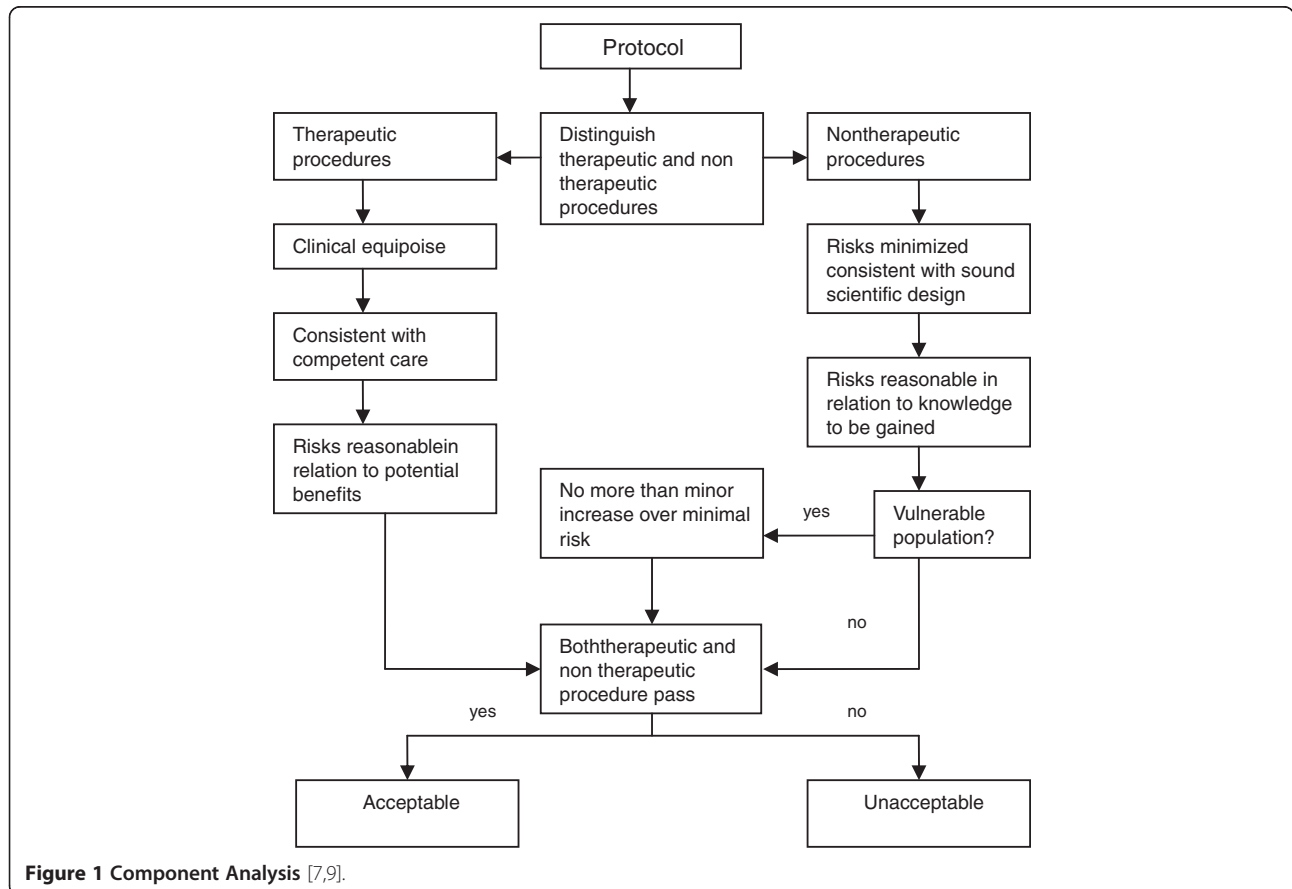 Protocol
Therapeutic
procedures
Distinguish
therapeutic and non
therapeutic
procedures
Nontherapeutic
procedures
Clinical equipoise
Risks minimized
consistent with sound
scientific design
Consistent with
competent care
Risks reasonable in
relation to knowledge
to be gained
Risks reasonablein
relation to potential
benefits
No more than minor
increase over minimal
risk
yes
Vulnerable
population?
no
Boththerapeutic and
non therapeutic
procedure pass
yes
no
Acceptable
Unacceptable
Figure 1 Component Analysis [7,9].